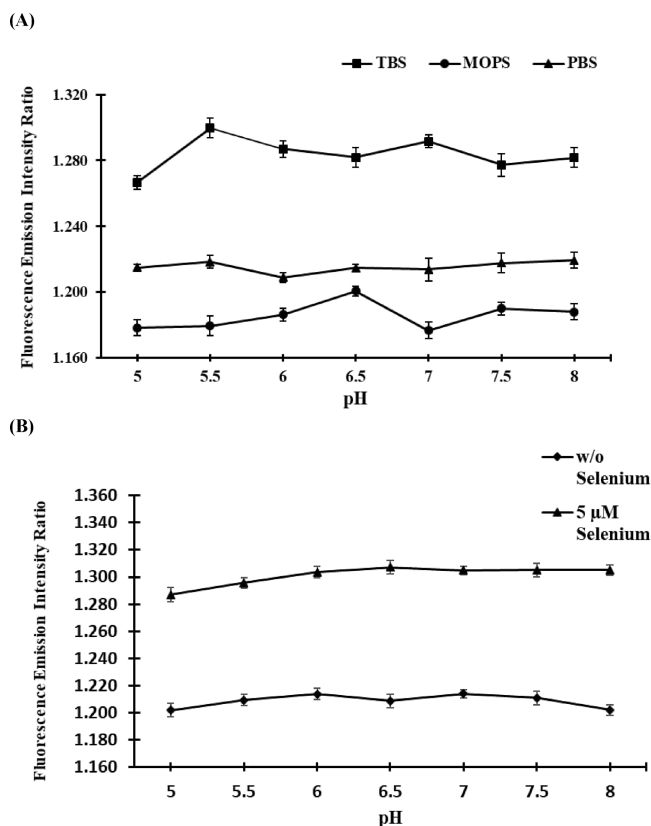 (A)
TBS MOPS PBS
Fluorescence Emission Intensity Ratio
1.320
1.280
1.240
1.200
1.160
5 5.5 6 6.5 7 7.5 8
pH
(B)
w/o
Selenium
5 µM
Selenium
Fluorescence Emission Intensity Ratio
1.360
1.340
1.320
1.300
1.280
1.260
1.240
1.220
1.200
1.180
1.160
5 5.5 6 6.5 7 7.5 8
pH